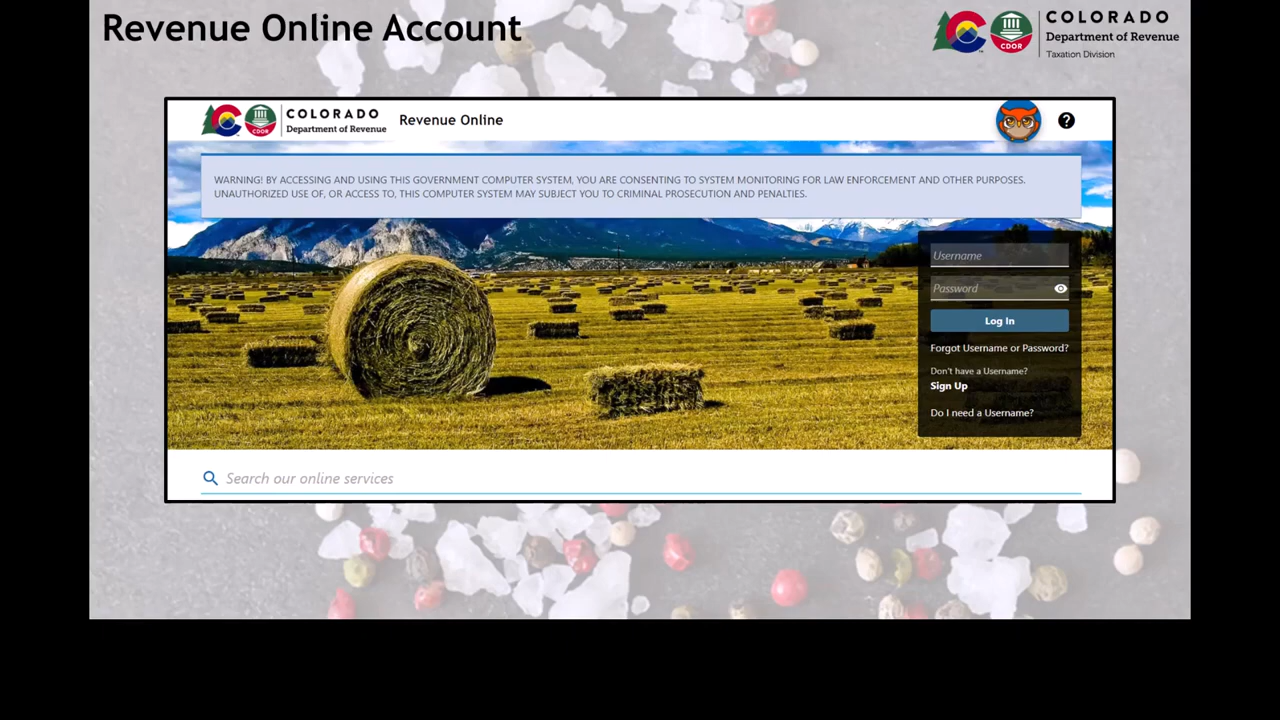 Revenue Online Account
COLORADO
Department of Revenue
Taxation Division
CDOR
COLORADO
Department of Revenue
CDOR
Revenue Online
?
WARNING! BY ACCESSING AND USING THIS GOVERNMENT COMPUTER SYSTEM, YOU ARE CONSENTING TO SYSTEM MONITORING FOR LAW ENFORCEMENT AND OTHER PURPOSES.
UNAUTHORIZED USE OF, OR ACCESS TO, THIS COMPUTER SYSTEM MAY SUBJECT YOU TO CRIMINAL PROSECUTION AND PENALTIES.
Username
Password
Log In
Forgot Username or Password?
Don't have a Username?
Sign Up
Do I need a Username?
Search our online services